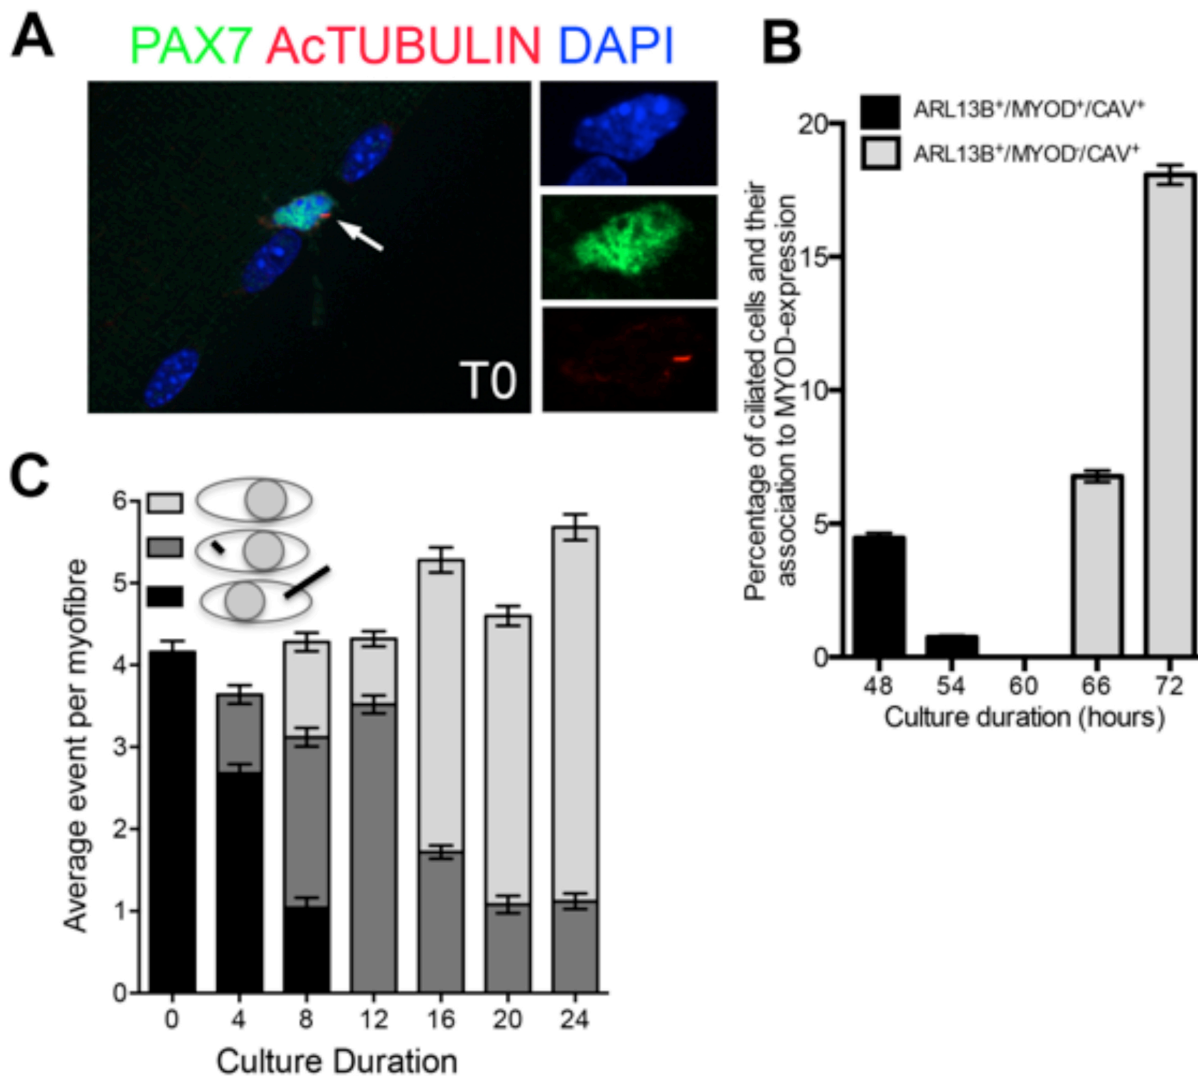 A
PAX7 AcTUBULIN DAPI
T0
B
ARL13B⁺/MYOD⁺/CAV⁺
ARL13B⁺/MYOD⁻/CAV⁺
Percentage of ciliated cells and their
association to MYOD-expression
20
15
10
5
0
48 54 60 66 72
Culture duration (hours)
C
Average event per myofibre
6
5
4
3
2
1
0
0 4 8 12 16 20 24
Culture Duration